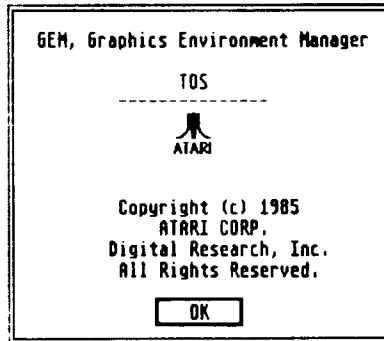 GEM, Graphics Environment Manager
TOS
ATARI
Copyright (c) 1985
ATARI CORP.
Digital Research, Inc.
All Rights Reserved.
OK